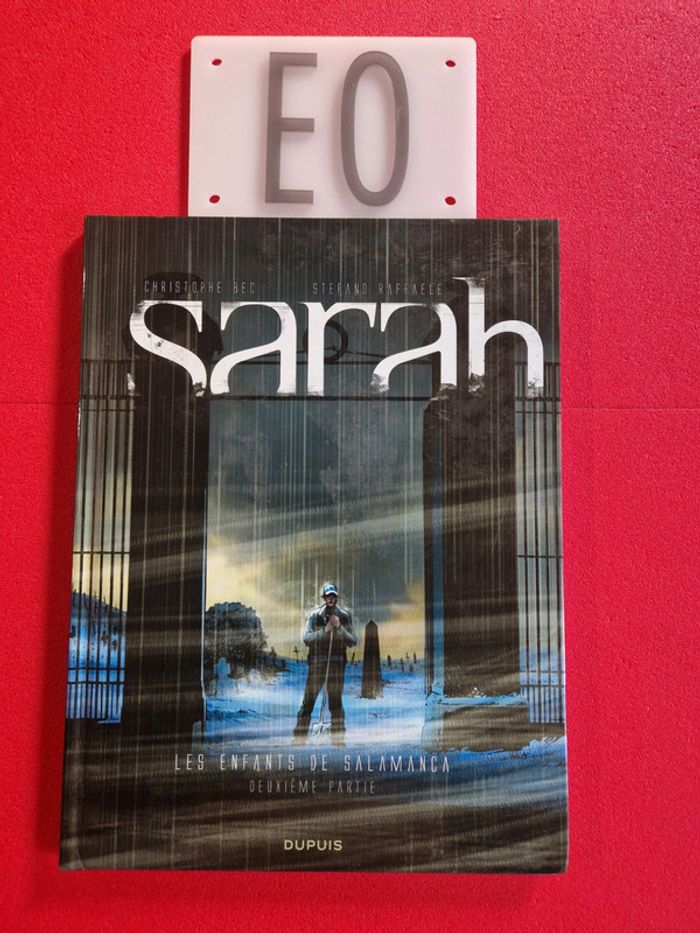 EO
CHRISTOPHE BEC STEFANO RAFFAELE
sarah
LES ENFANTS DE SALAMANCA
DEUXIÈME PARTIE
DUPUIS